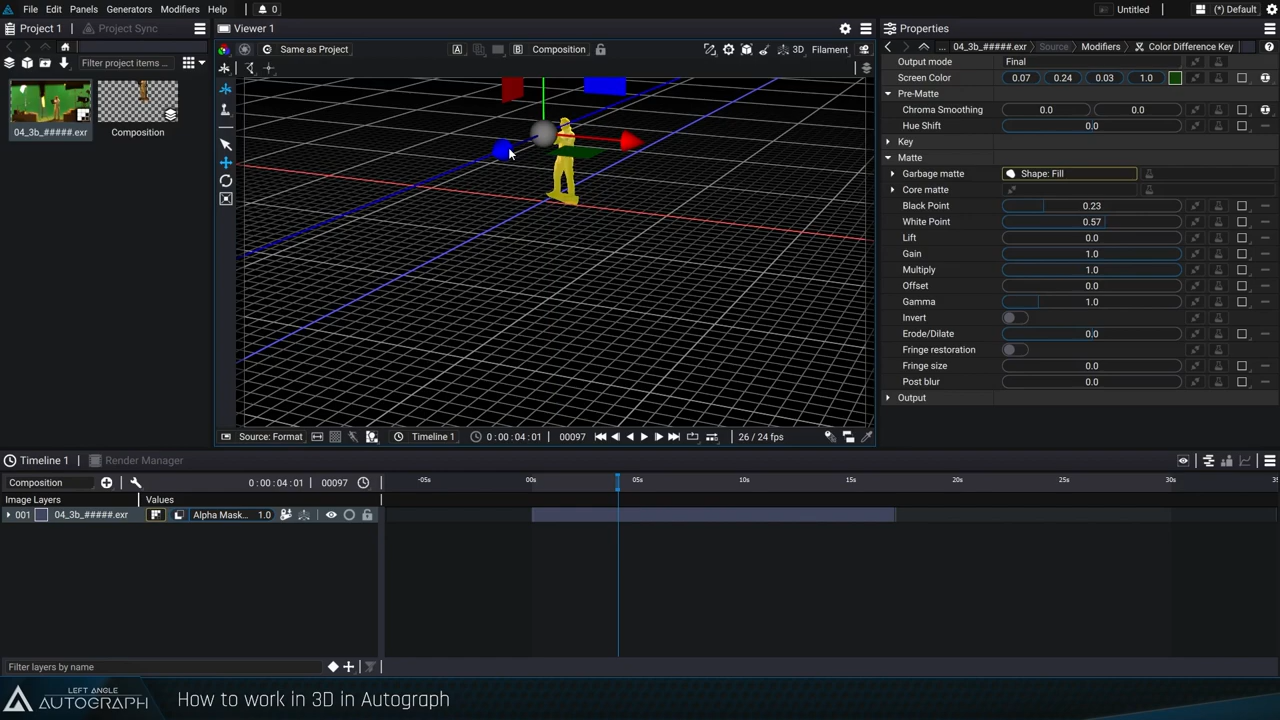 File Edit Panels Generators Modifiers Help 0 Untitled (*) Default
Project 1 Project Sync Viewer 1 Properties
Filter project items ... Same as Project A B Composition 3D Filament ... 04_3b_#####.exr Source Modifiers Color Difference Key
04_3b_#####.exr Composition
Output mode Final
Screen Color 0.07 0.24 0.03 1.0
Pre-Matte
Chroma Smoothing 0.0 0.0
Hue Shift 0.0
Key
Matte
Garbage matte Shape: Fill
Core matte
Black Point 0.23
White Point 0.57
Lift 0.0
Gain 1.0
Multiply 1.0
Offset 0.0
Gamma 1.0
Invert
Erode/Dilate 0.0
Fringe restoration
Fringe size 0.0
Post blur 0.0
Output
Source: Format Timeline 1 0:00:04:01 00097 26 / 24 fps
Timeline 1 Render Manager
Composition 0:00:04:01 00097 -05s 00s 05s 10s 15s 20s 25s 30s 35
Image Layers Values
001 04_3b_#####.exr Alpha Mask... 1.0
Filter layers by name
LEFT ANGLE
AUTOGRAPH
How to work in 3D in Autograph